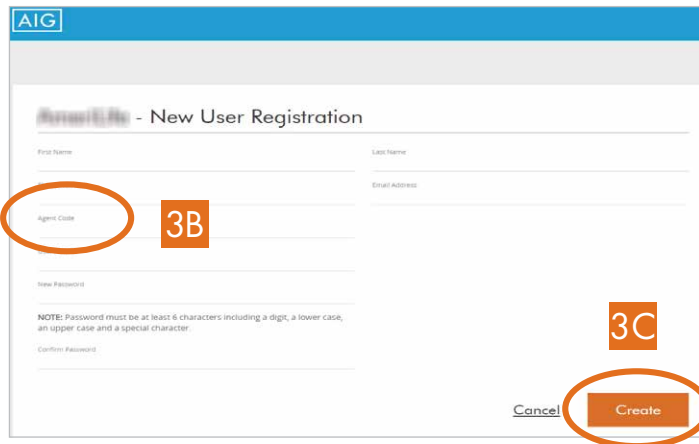 AIG
- New User Registration
First Name
Last Name
Email Address
Agent Code
3B
New Password
NOTE: Password must be at least 6 characters including a digit, a lower case,
an upper case and a special character.
Confirm Password
3C
Cancel
Create